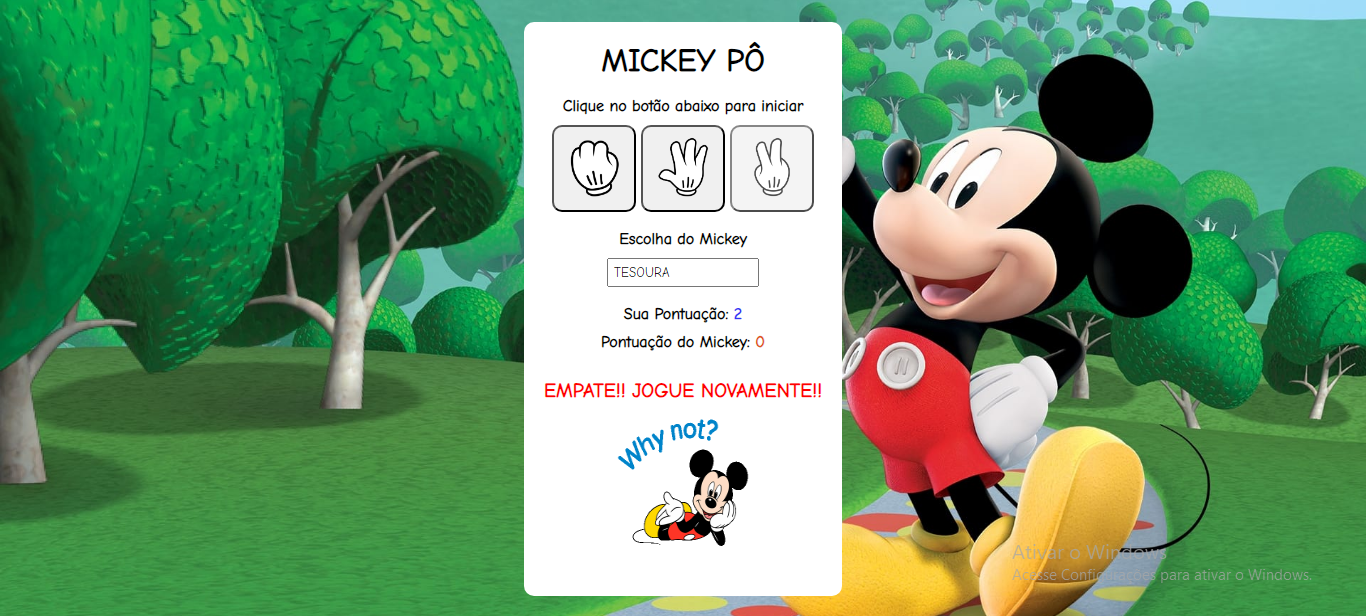 MICKEY PÔ
Clique no botão abaixo para iniciar
Escolha do Mickey
TESOURA
Sua Pontuação: 2
Pontuação do Mickey: 0
EMPATE!! JOGUE NOVAMENTE!!
Why not?
Ativar o Windows
Acesse Configurações para ativar o Windows.